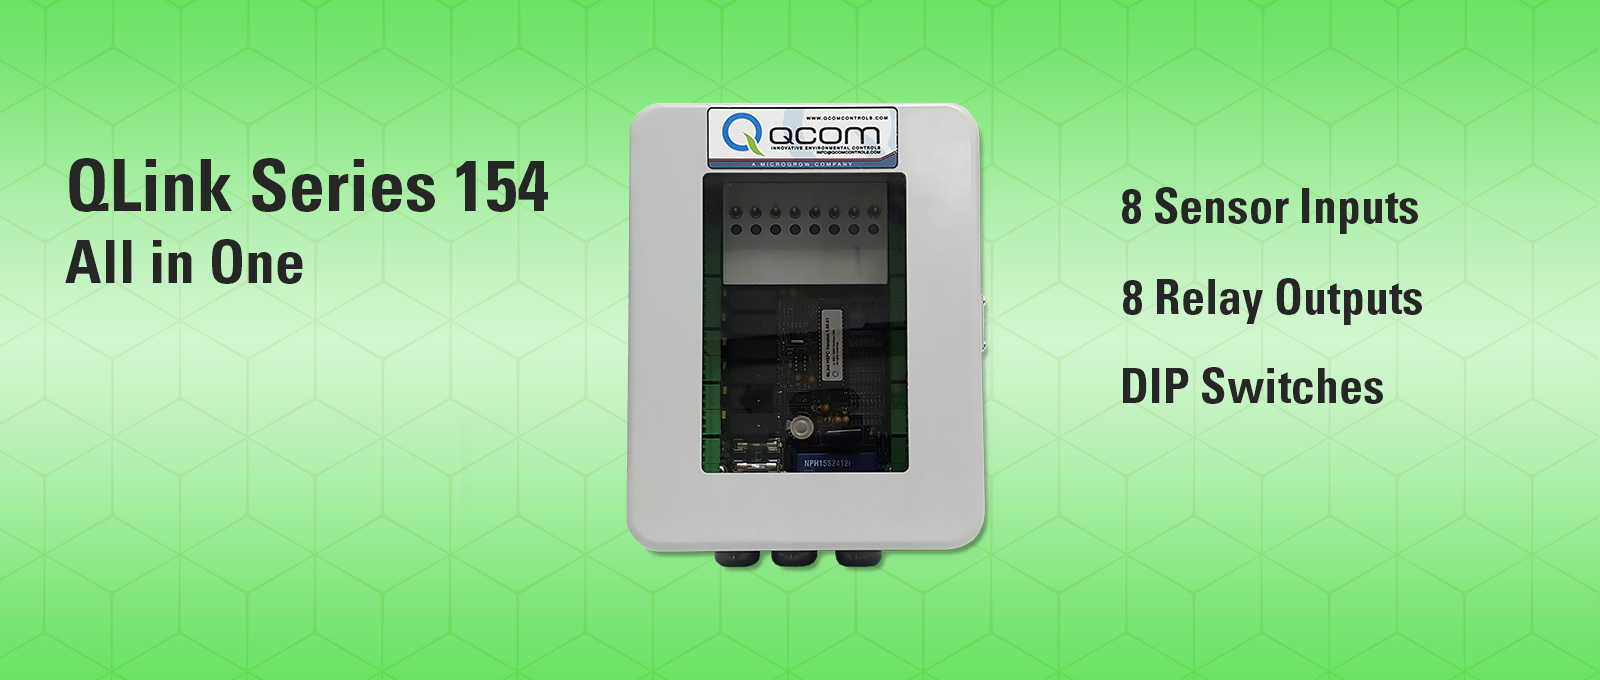 QLink Series 154
All in One
WWW.QCOMCONTROLS.COM
QCOM
INNOVATIVE ENVIRONMENTAL CONTROLS
INFO@QCOMCONTROLS.COM
A MICROGROW COMPANY
NPH15S2412i
8 Sensor Inputs
8 Relay Outputs
DIP Switches